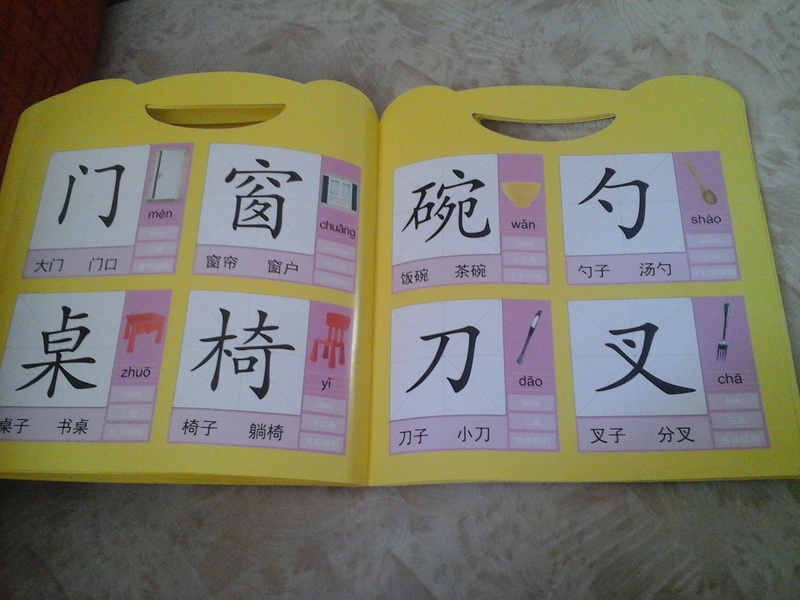 门
mén
大门 门口
窗
chuāng
窗帘 窗户
桌
zhuō
桌子 书桌
椅
yǐ
椅子 躺椅
碗
wǎn
饭碗 茶碗
勺
sháo
勺子 汤勺
刀
dāo
刀子 小刀
叉
chā
叉子 分叉